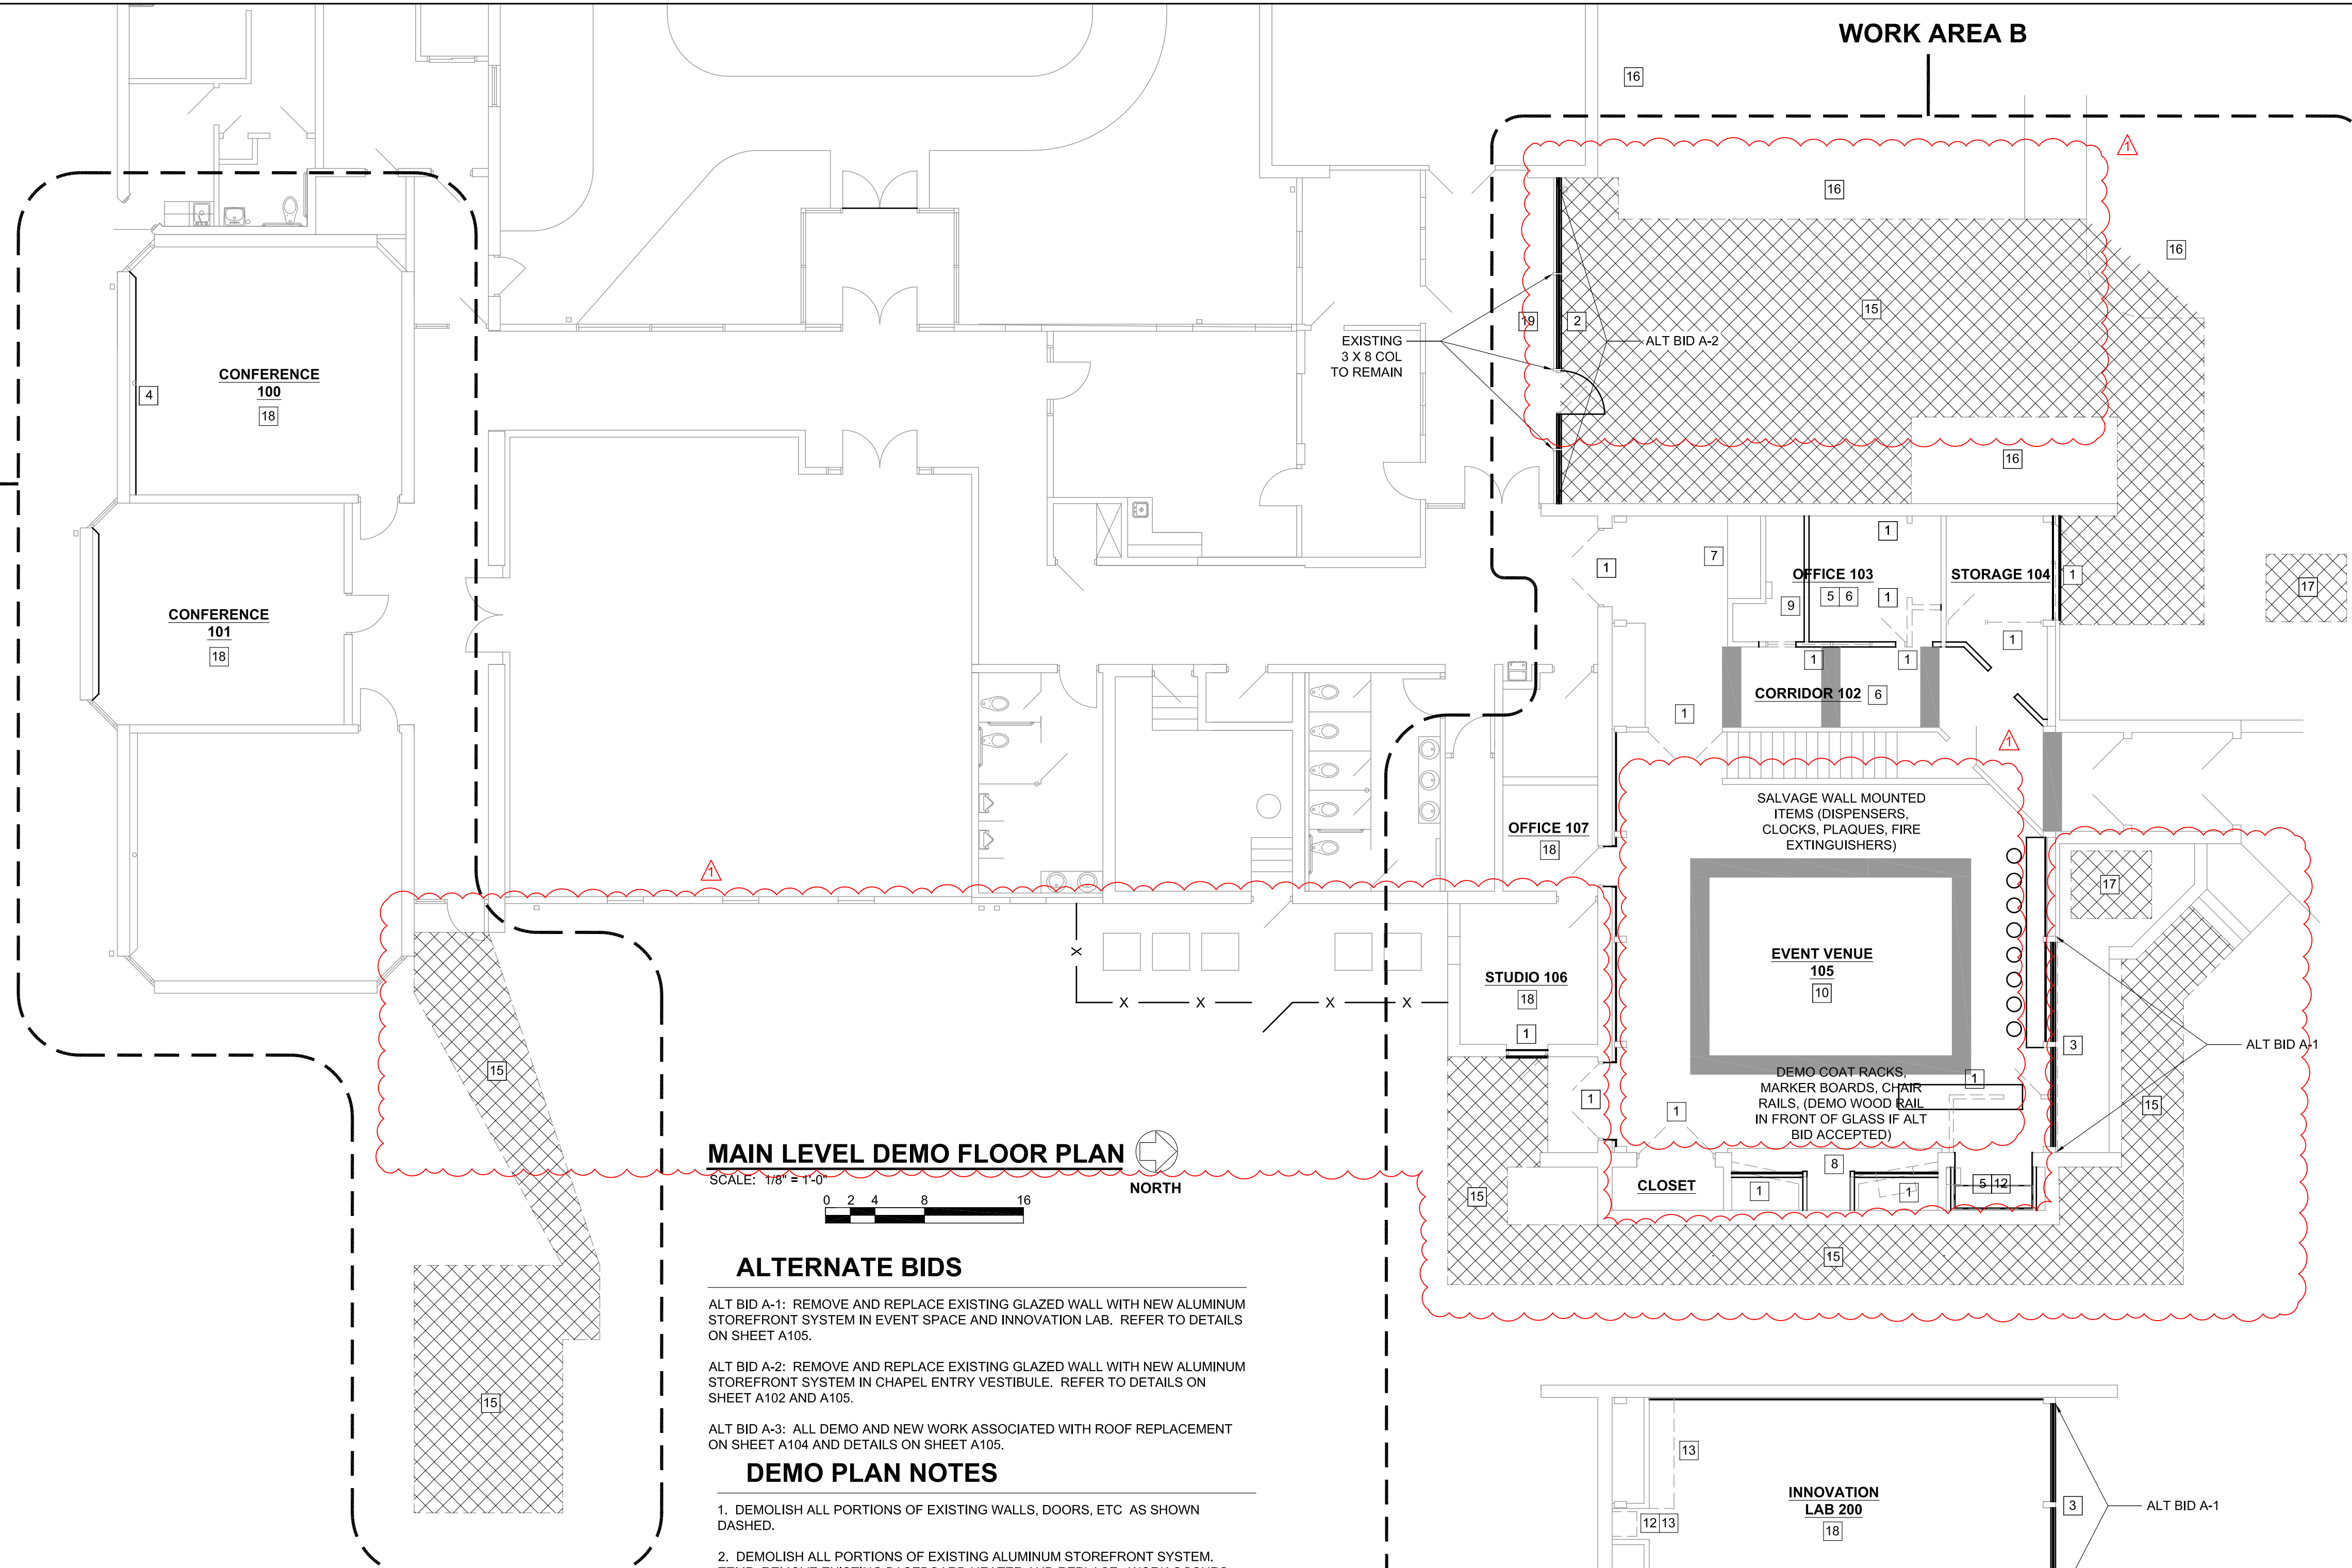 WORK AREA B
16
1
16
16
15
19
2
EXISTING
3 X 8 COL
TO REMAIN
ALT BID A-2
CONFERENCE
100
18
4
16
1
7
1
OFFICE 103
5 6
1
9
STORAGE 104
1
17
CONFERENCE
101
18
1
1
1
CORRIDOR 102
6
1
1
SALVAGE WALL MOUNTED
ITEMS (DISPENSERS,
CLOCKS, PLAQUES, FIRE
EXTINGUISHERS)
OFFICE 107
18
1
17
EVENT VENUE
105
10
STUDIO 106
18
1
X
X
X
X
X
3
ALT BID A-1
15
DEMO COAT RACKS,
MARKER BOARDS, CHAIR
RAILS, (DEMO WOOD RAIL
IN FRONT OF GLASS IF ALT
BID ACCEPTED)
1
1
1
15
MAIN LEVEL DEMO FLOOR PLAN
SCALE: 1/8" = 1'-0"
NORTH
0 2 4 8 16
8
CLOSET
1
1
5 12
15
15
15
ALTERNATE BIDS
ALT BID A-1: REMOVE AND REPLACE EXISTING GLAZED WALL WITH NEW ALUMINUM
STOREFRONT SYSTEM IN EVENT SPACE AND INNOVATION LAB. REFER TO DETAILS
ON SHEET A105.
ALT BID A-2: REMOVE AND REPLACE EXISTING GLAZED WALL WITH NEW ALUMINUM
STOREFRONT SYSTEM IN CHAPEL ENTRY VESTIBULE. REFER TO DETAILS ON
SHEET A102 AND A105.
ALT BID A-3: ALL DEMO AND NEW WORK ASSOCIATED WITH ROOF REPLACEMENT
ON SHEET A104 AND DETAILS ON SHEET A105.
DEMO PLAN NOTES
1. DEMOLISH ALL PORTIONS OF EXISTING WALLS, DOORS, ETC AS SHOWN
DASHED.
2. DEMOLISH ALL PORTIONS OF EXISTING ALUMINUM STOREFRONT SYSTEM.
13
INNOVATION
LAB 200
18
12 13
3
ALT BID A-1